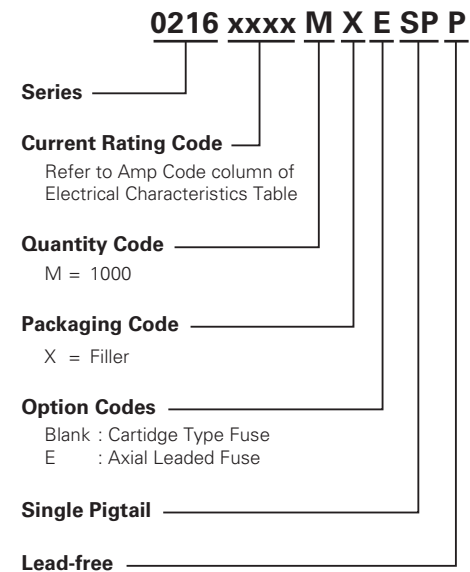 0216 xxxx M X E SP P
Series
Current Rating Code
Refer to Amp Code column of
Electrical Characteristics Table
Quantity Code
M = 1000
Packaging Code
X = Filler
Option Codes
Blank : Cartidge Type Fuse
E : Axial Leaded Fuse
Single Pigtail
Lead-free